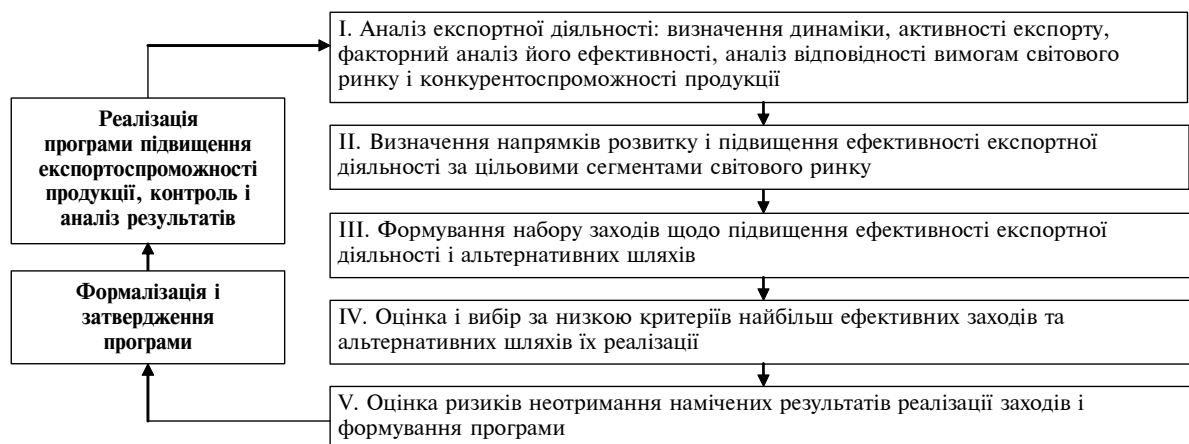 І. Аналіз експортної діяльності: визначення динаміки, активності експорту,
факторний аналіз його ефективності, аналіз відповідності вимогам світового
ринку і конкурентоспроможності продукції
ІІ. Визначення напрямків розвитку і підвищення ефективності експортної
діяльності за цільовими сегментами світового ринку
ІІІ. Формування набору заходів щодо підвищення ефективності експортної
діяльності і альтернативних шляхів
IV. Оцінка і вибір за низкою критеріїв найбільш ефективних заходів та
альтернативних шляхів їх реалізації
V. Оцінка ризиків неотримання намічених результатів реалізації заходів і
формування програми
Формалізація і
затвердження
програми
Реалізація
програми підвищення
експортоспроможності
продукції, контроль і
аналіз результатів